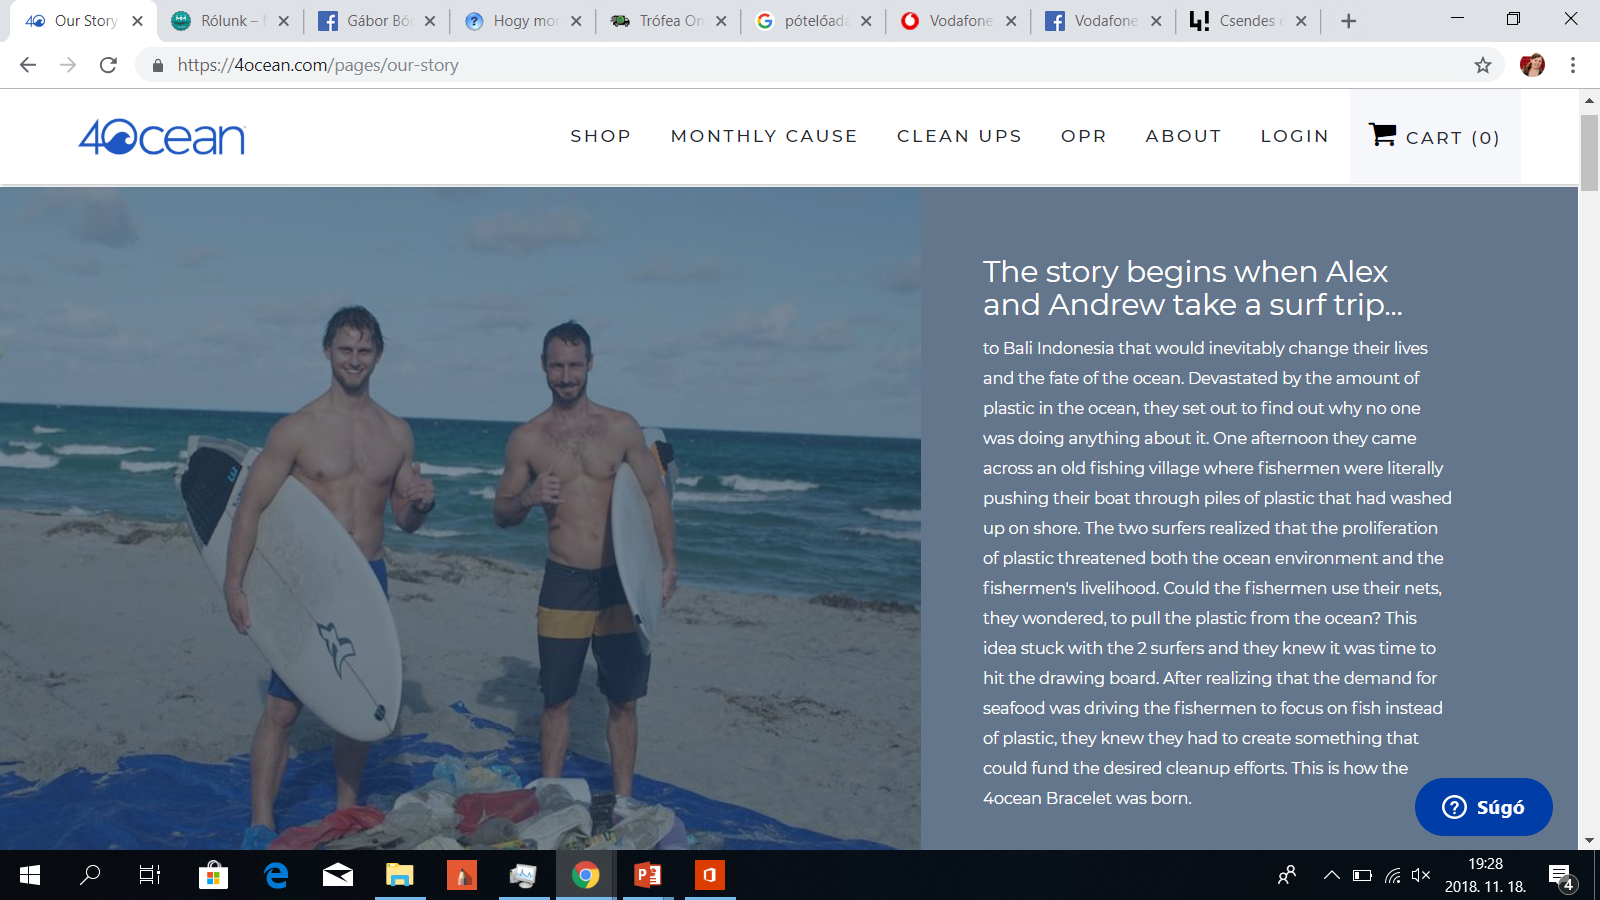 Our Story
Rólunk –
Gábor Bó
Hogy mo
Trófea On
pótelőad
Vodafone
Vodafone
Csendes
https://4ocean.com/pages/our-story
4Ocean
SHOP
MONTHLY CAUSE
CLEAN UPS
OPR
ABOUT
LOGIN
CART (0)
The story begins when Alex
and Andrew take a surf trip...
to Bali Indonesia that would inevitably change their lives
and the fate of the ocean. Devastated by the amount of
plastic in the ocean, they set out to find out why no one
was doing anything about it. One afternoon they came
across an old fishing village where fishermen were literally
pushing their boat through piles of plastic that had washed
up on shore. The two surfers realized that the proliferation
of plastic threatened both the ocean environment and the
fishermen's livelihood. Could the fishermen use their nets,
they wondered, to pull the plastic from the ocean? This
idea stuck with the 2 surfers and they knew it was time to
hit the drawing board. After realizing that the demand for
seafood was driving the fishermen to focus on fish instead
of plastic, they knew they had to create something that
could fund the desired cleanup efforts. This is how the
4ocean Bracelet was born.
Súgó
19:28
2018. 11. 18.
4